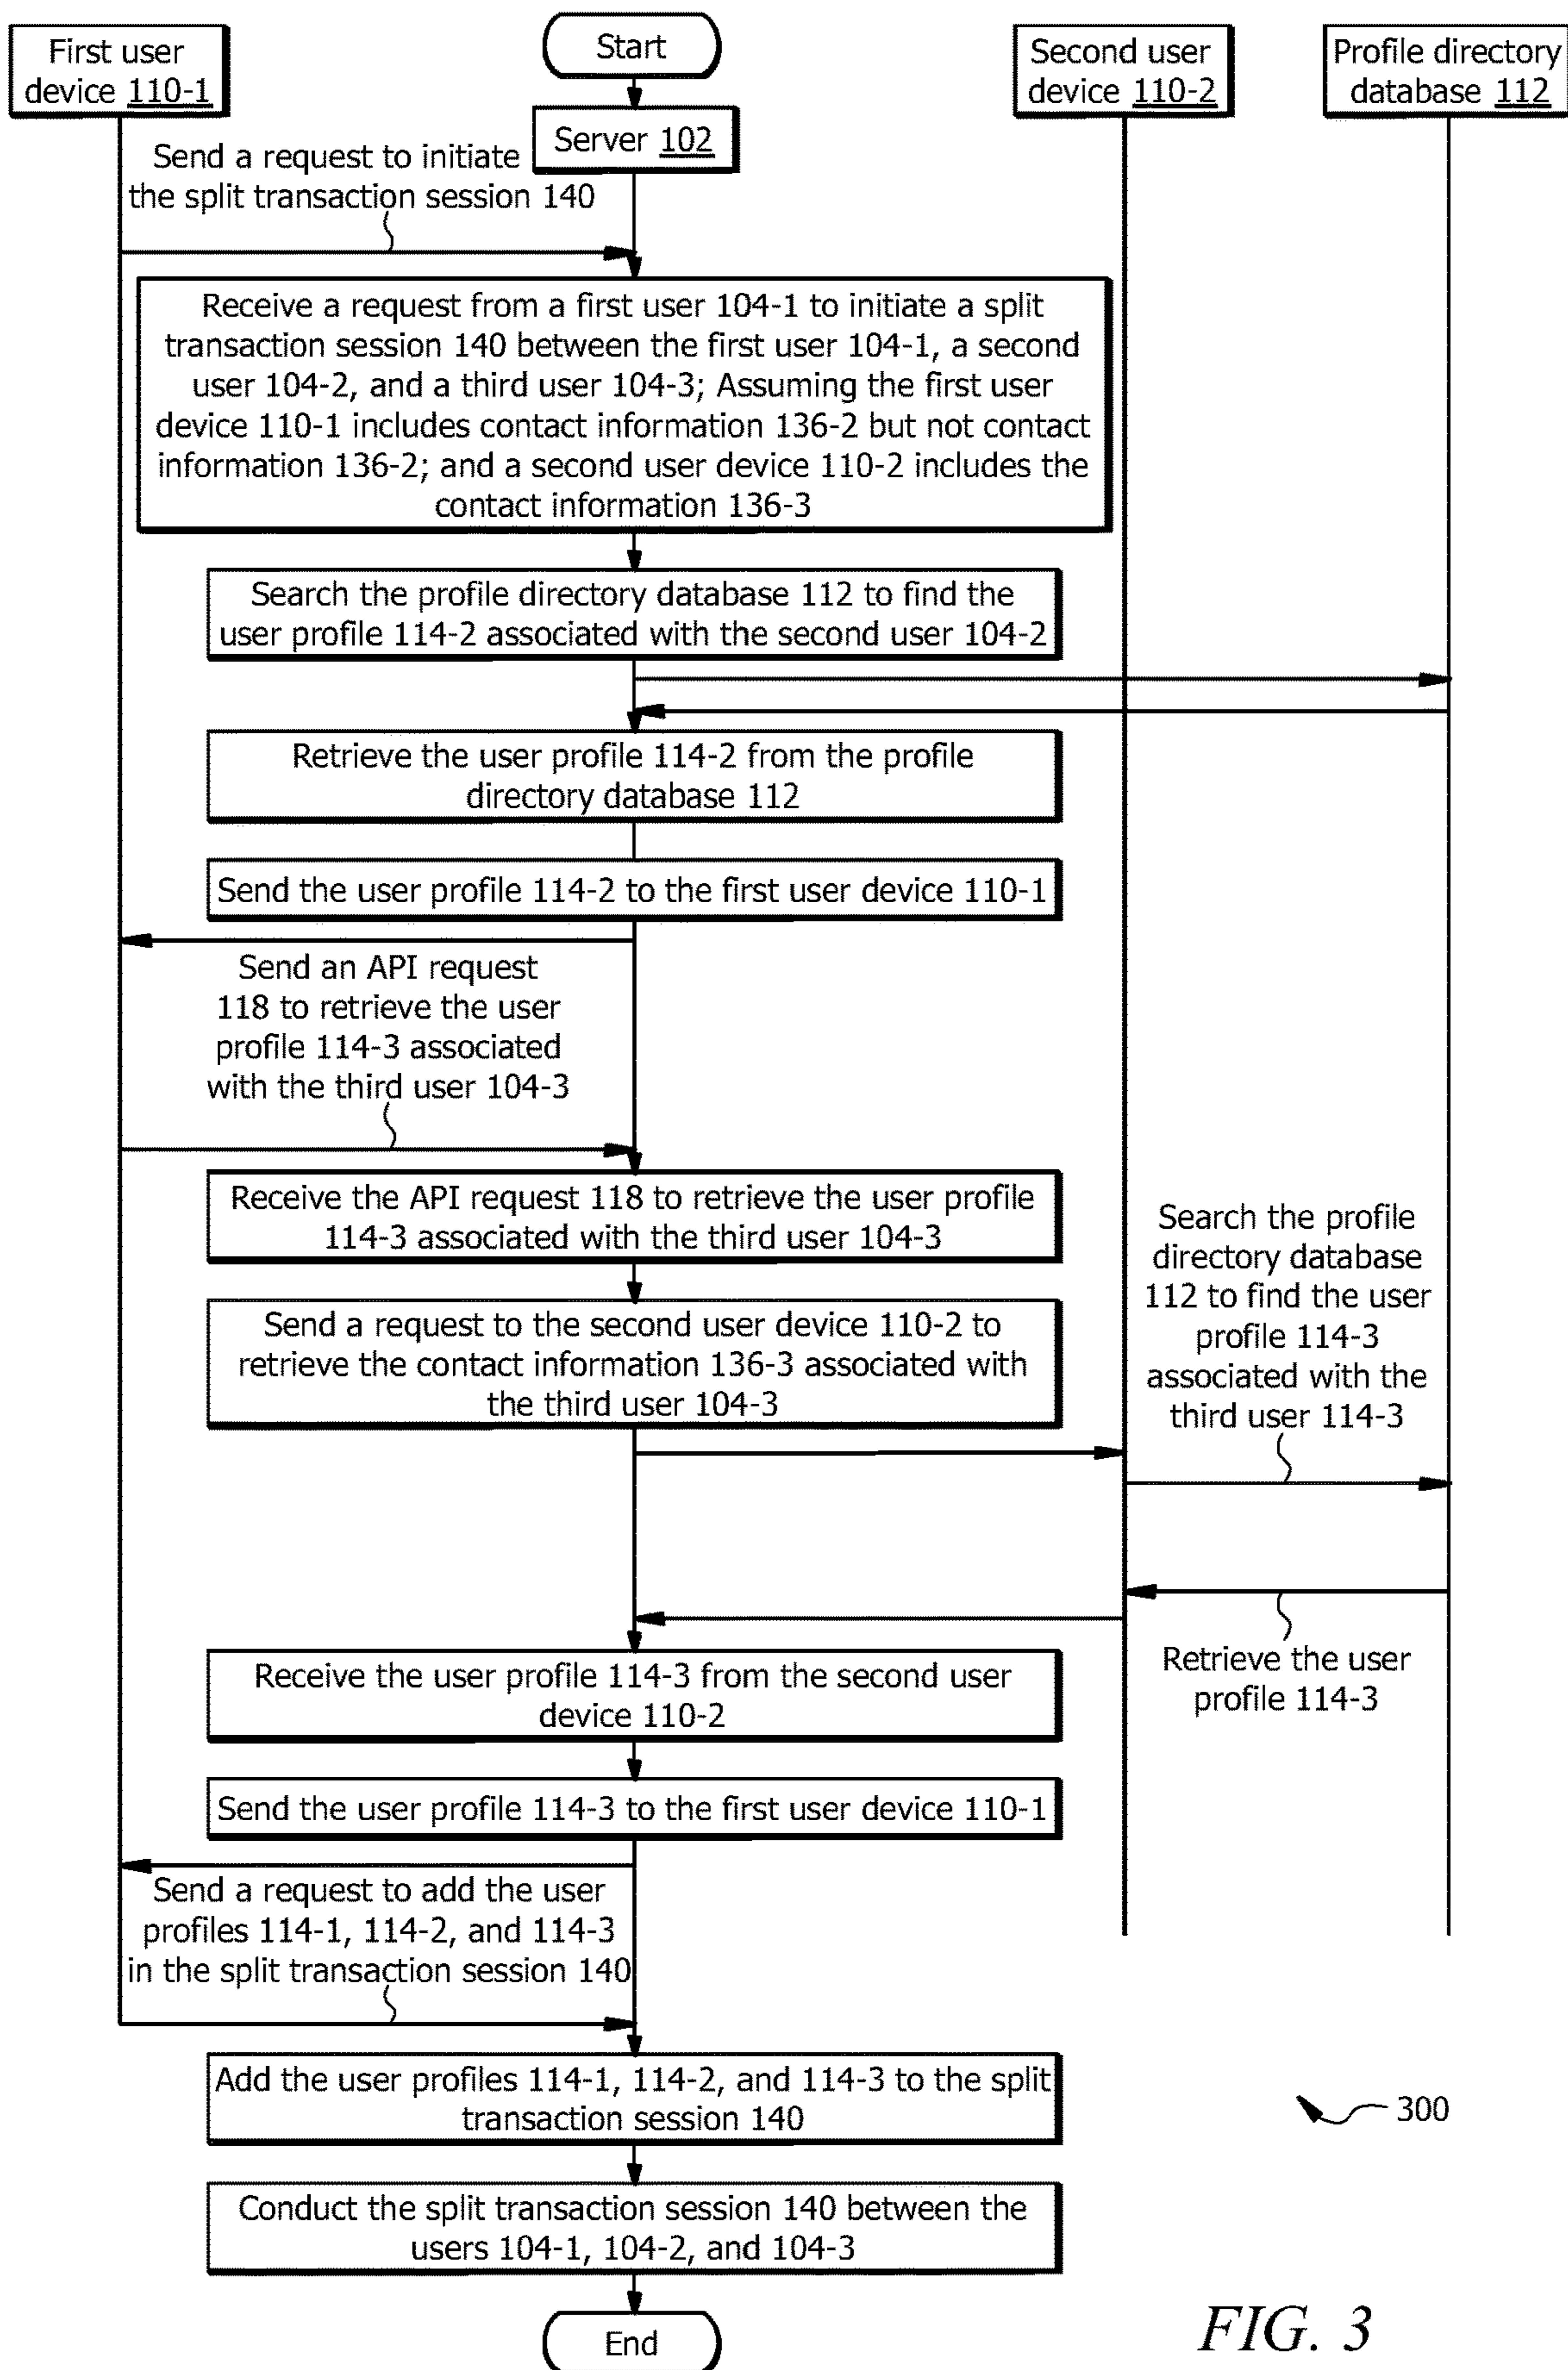 First user
device 110-1
Start
Server 102
Second user
device 110-2
Profile directory
database 112
Send a request to initiate
the split transaction session 140
Receive a request from a first user 104-1 to initiate a split
transaction session 140 between the first user 104-1, a second
user 104-2, and a third user 104-3; Assuming the first user
device 110-1 includes contact information 136-2 but not contact
information 136-2; and a second user device 110-2 includes the
contact information 136-3
Search the profile directory database 112 to find the
user profile 114-2 associated with the second user 104-2
Retrieve the user profile 114-2 from the profile
directory database 112
Send the user profile 114-2 to the first user device 110-1
Send an API request
118 to retrieve the user
profile 114-3 associated
with the third user 104-3
Receive the API request 118 to retrieve the user profile
114-3 associated with the third user 104-3
Send a request to the second user device 110-2 to
retrieve the contact information 136-3 associated with
the third user 104-3
Search the profile
directory database
112 to find the user
profile 114-3
associated with the
third user 114-3
Retrieve the user
profile 114-3
Receive the user profile 114-3 from the second user
device 110-2
Send the user profile 114-3 to the first user device 110-1
Send a request to add the user
profiles 114-1, 114-2, and 114-3
in the split transaction session 140
Add the user profiles 114-1, 114-2, and 114-3 to the split
transaction session 140
300
Conduct the split transaction session 140 between the
users 104-1, 104-2, and 104-3
End
FIG. 3